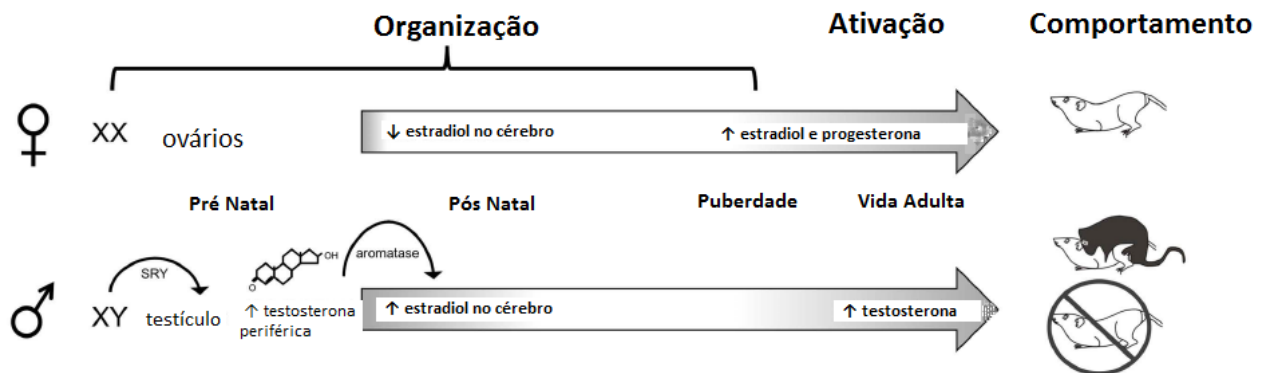 Organização
Ativação
Comportamento
XX
ovários
↓ estradiol no cérebro
↑ estradiol e progesterona
Pré Natal
Pós Natal
Puberdade
Vida Adulta
SRY
OH
O
aromatase
XY
testículo
↑ testosterona
periférica
↑ estradiol no cérebro
↑ testosterona